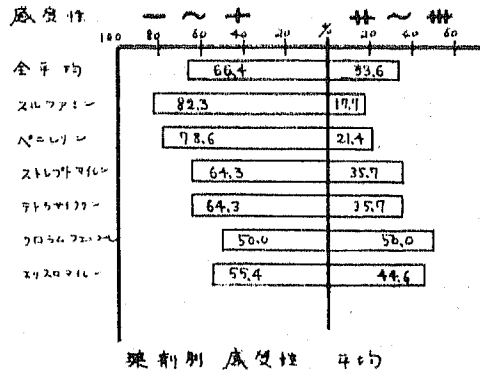 感受性 － ～ ＋ ＋＋ ～ ＋＋＋
100 80 60 40 20 % 20 40 60
全平均 66.4 33.6
スルファミン 82.3 17.7
ペニシリン 78.6 21.4
ストレプトマイシン 64.3 35.7
テトラサイクリン 64.3 35.7
クロラムフェニコール 50.0 50.0
エリスロマイシン 55.4 44.6
薬剤別 感受性 平均